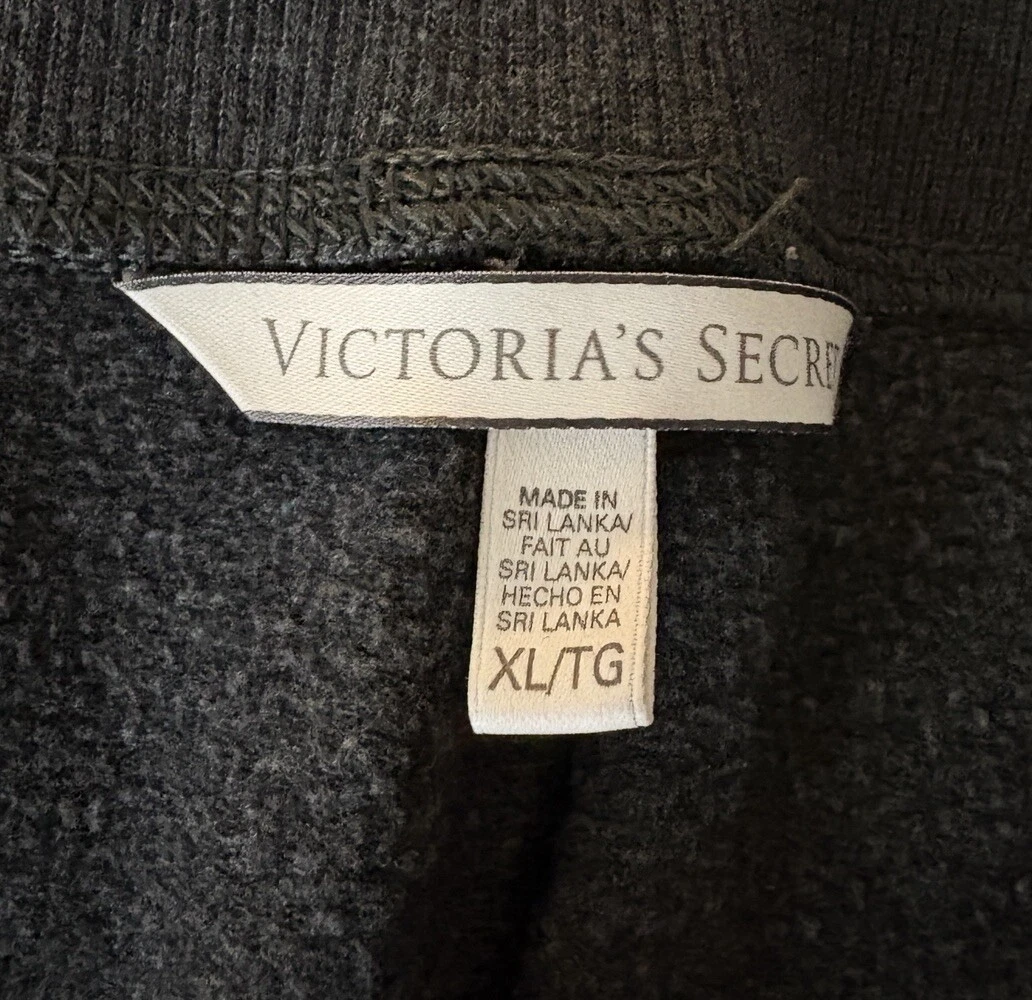 VICTORIA'S SECRET
MADE IN
SRI LANKA/
FAIT AU
SRI LANKA/
HECHO EN
SRI LANKA
XL/TG